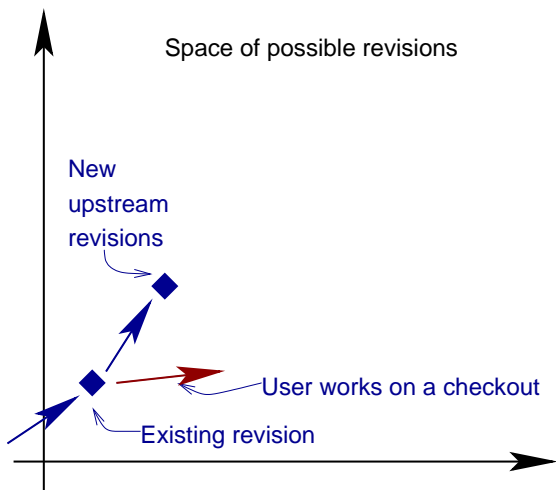 Space of possible revisions
New
upstream
revisions
User works on a checkout
Existing revision